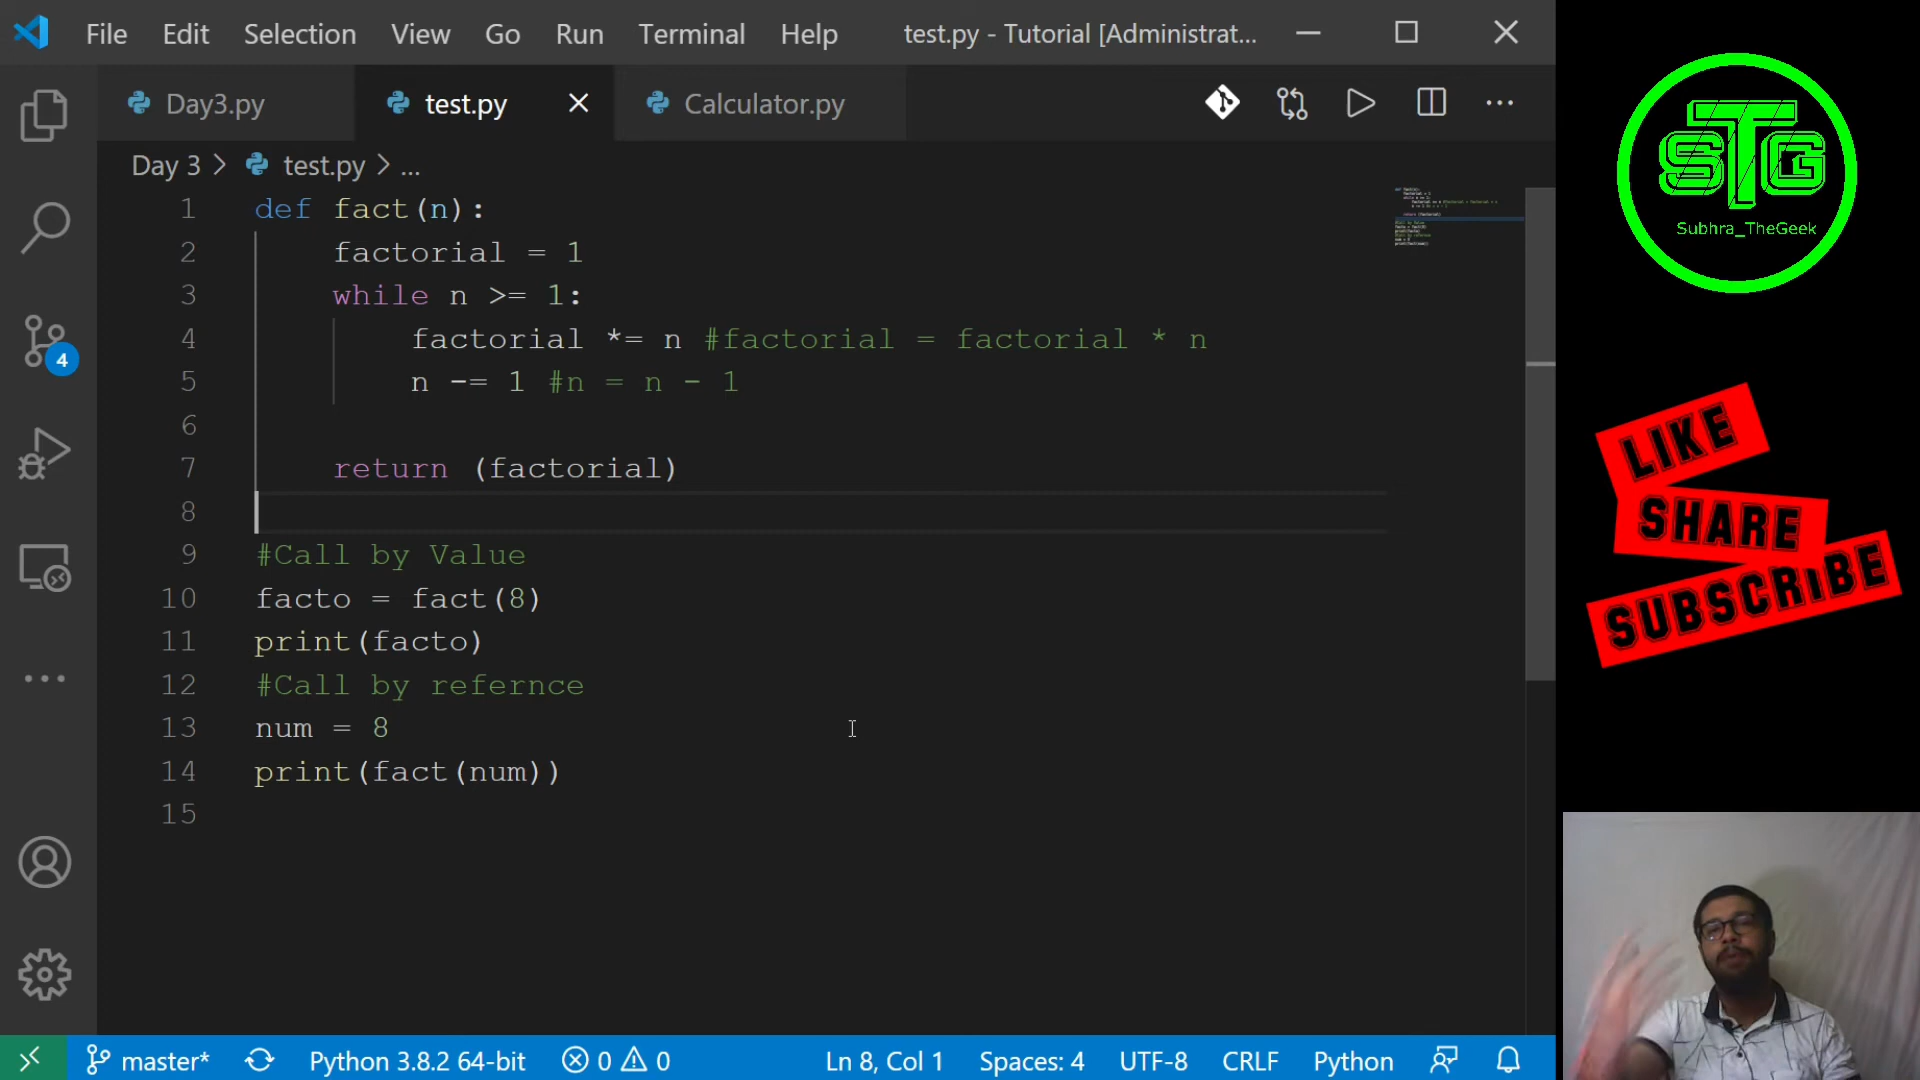 File Edit Selection View Go Run Terminal Help test.py - Tutorial [Administrat...
Day3.py test.py Calculator.py
Day 3 > test.py > ...
1 def fact(n):
2 factorial = 1
3 while n >= 1:
4 factorial *= n #factorial = factorial * n
5 n -= 1 #n = n - 1
6
7 return (factorial)
8
9 #Call by Value
10 facto = fact(8)
11 print(facto)
12 #Call by refernce
13 num = 8
14 print(fact(num))
15
4
master* Python 3.8.2 64-bit 0 0 Ln 8, Col 1 Spaces: 4 UTF-8 CRLF Python
STG
Subhra_TheGeek
LIKE
SHARE
SUBSCRiBE